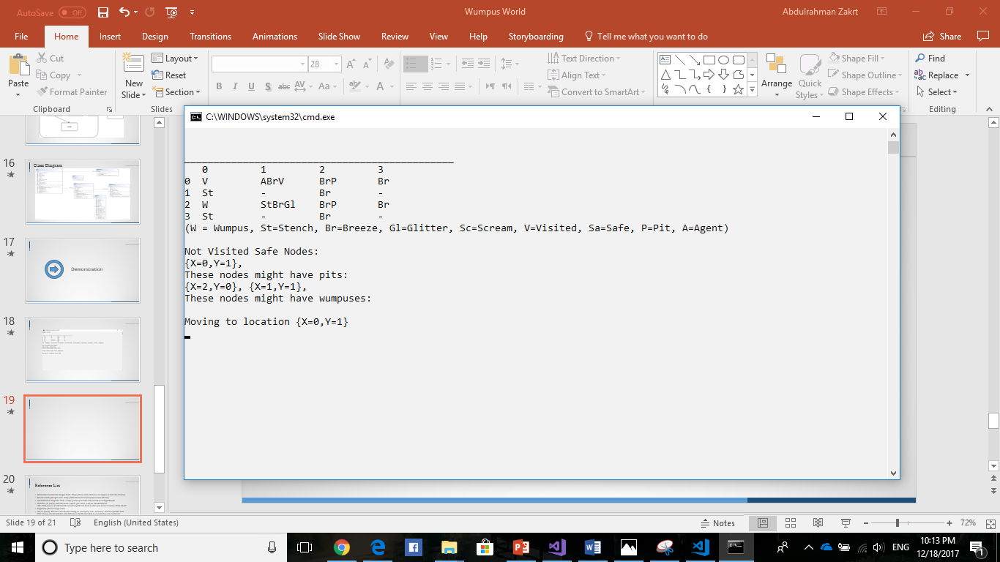 AutoSave Off Wumpus World Abdulrahman Zakrt
File Home Insert Design Transitions Animations Slide Show Review View Help Storyboarding Tell me what you want to do Share
Paste Cut Copy Format Painter
Clipboard
New Slide Layout Reset Section
Slides
28
B I U S abc AV Aa A
Text Direction Align Text Convert to SmartArt
Arrange Quick Styles Shape Fill Shape Outline Shape Effects
Find Replace Select
Editing
C:\WINDOWS\system32\cmd.exe
0 1 2 3
0 V ABrV BrP Br
1 St - Br -
2 W StBrGl BrP Br
3 St - Br -
(W = Wumpus, St=Stench, Br=Breeze, Gl=Glitter, Sc=Scream, V=Visited, Sa=Safe, P=Pit, A=Agent)
Not Visited Safe Nodes:
{X=0,Y=1},
These nodes might have pits:
{X=2,Y=0}, {X=1,Y=1},
These nodes might have wumpuses:
Moving to location {X=0,Y=1}
16
Class Diagram
17
Demonstration
18
19
20
Reference List
Slide 19 of 21 English (United States) Notes 72%
Type here to search
ENG 10:13 PM
12/18/2017
1